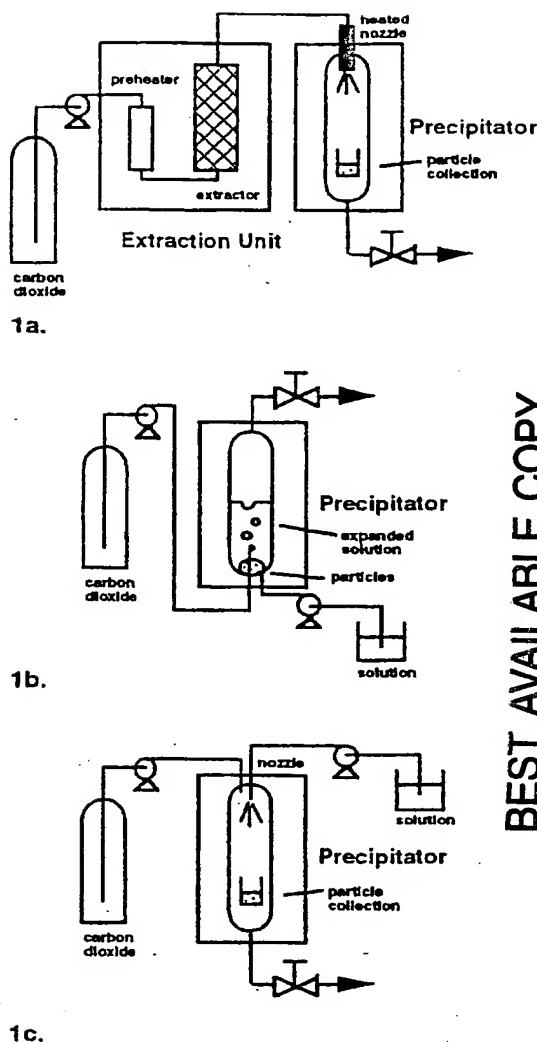 heated
nozzle
preheater
Precipitator
particle
collection
extractor
Extraction Unit
carbon
dioxide
1a.
Precipitator
expanded
solution
particles
carbon
dioxide
solution
1b.
nozzle
solution
Precipitator
particle
collection
carbon
dioxide
1c.
BEST AVAILABLE COPY